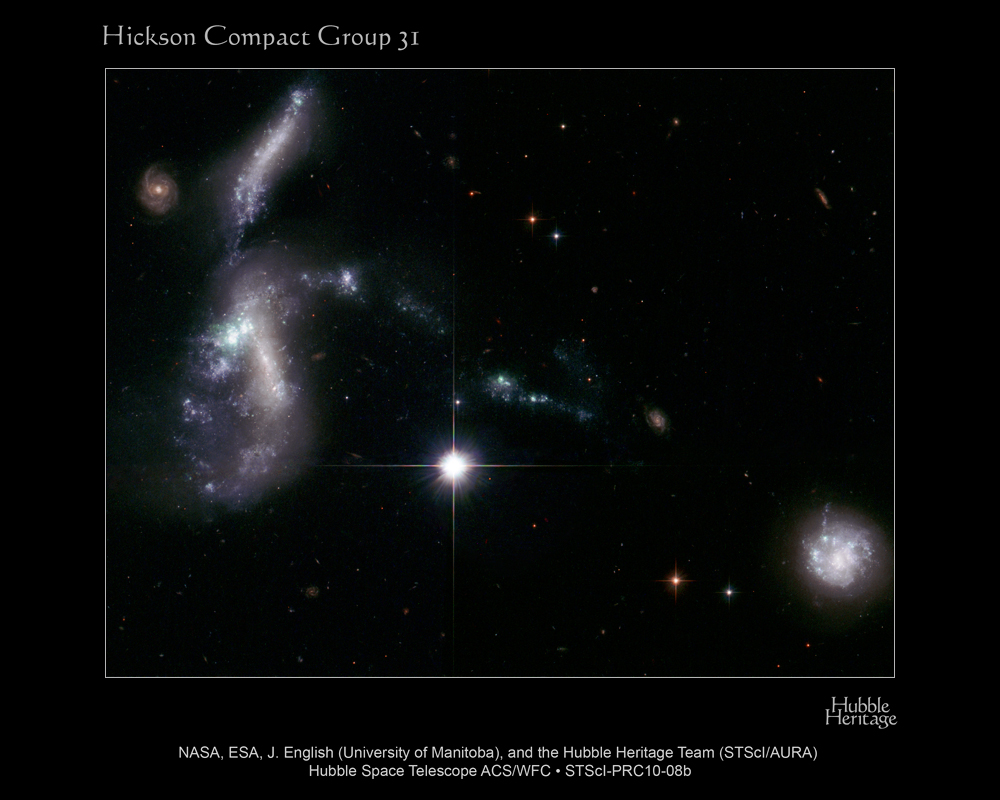 Hickson Compact Group 31
Hubble
Heritage
NASA, ESA, J. English (University of Manitoba), and the Hubble Heritage Team (STScI/AURA)
Hubble Space Telescope ACS/WFC • STScI-PRC10-08b